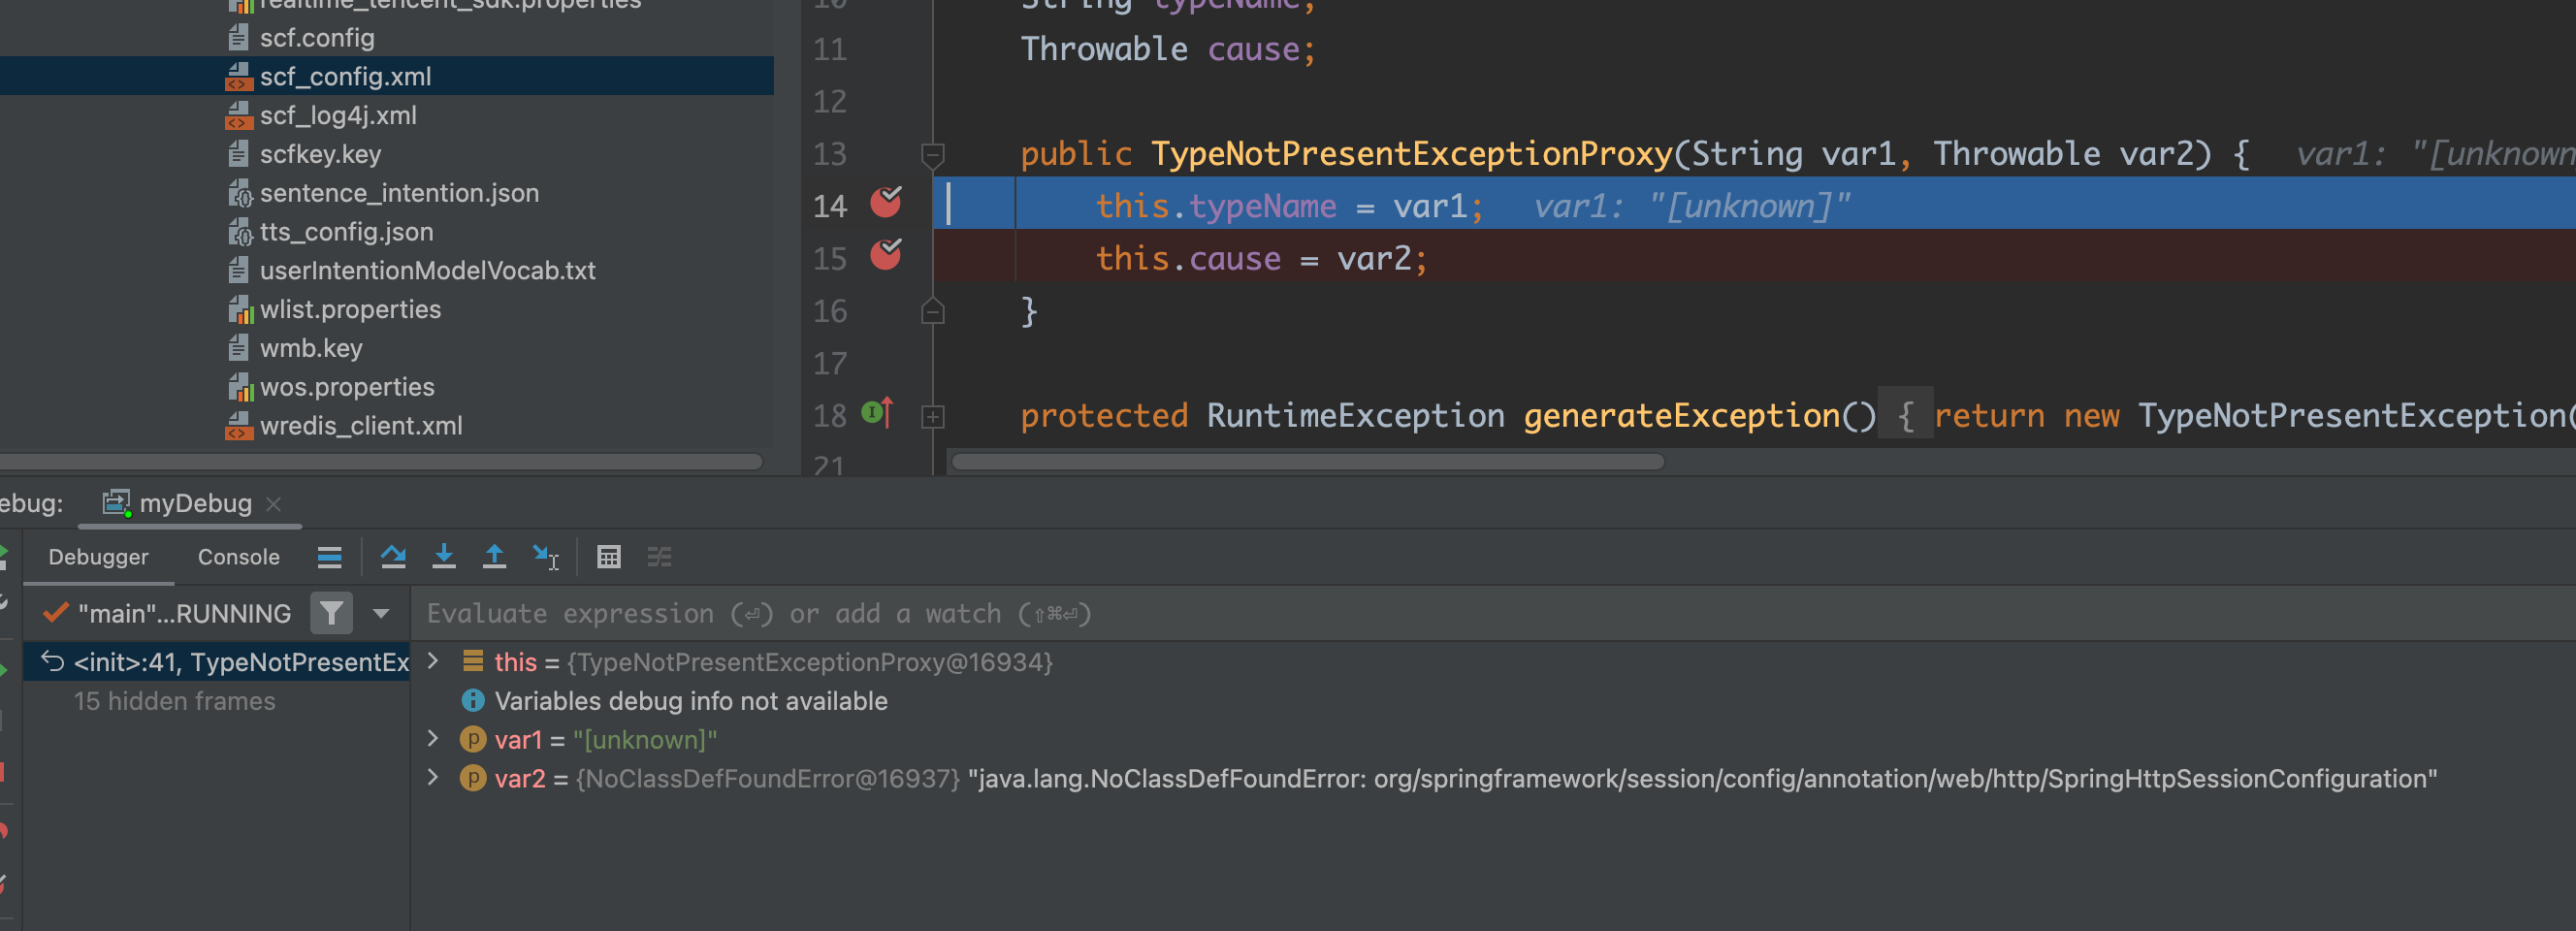 realtime_tencent_sdk.properties
scf.config
scf_config.xml
scf_log4j.xml
scfkey.key
sentence_intention.json
tts_config.json
userIntentionModelVocab.txt
wlist.properties
wmb.key
wos.properties
wredis_client.xml
10 String typeName;
11 Throwable cause;
12
13 public TypeNotPresentExceptionProxy(String var1, Throwable var2) { var1: "[unknown
14 this.typeName = var1; var1: "[unknown]"
15 this.cause = var2;
16 }
17
18 protected RuntimeException generateException() { return new TypeNotPresentException(
21
ebug: myDebug
Debugger Console
"main"...RUNNING
Evaluate expression (⏎) or add a watch (⇧⌘⏎)
<init>:41, TypeNotPresentEx
15 hidden frames
this = {TypeNotPresentExceptionProxy@16934}
Variables debug info not available
var1 = "[unknown]"
var2 = {NoClassDefFoundError@16937} "java.lang.NoClassDefFoundError: org/springframework/session/config/annotation/web/http/SpringHttpSessionConfiguration"